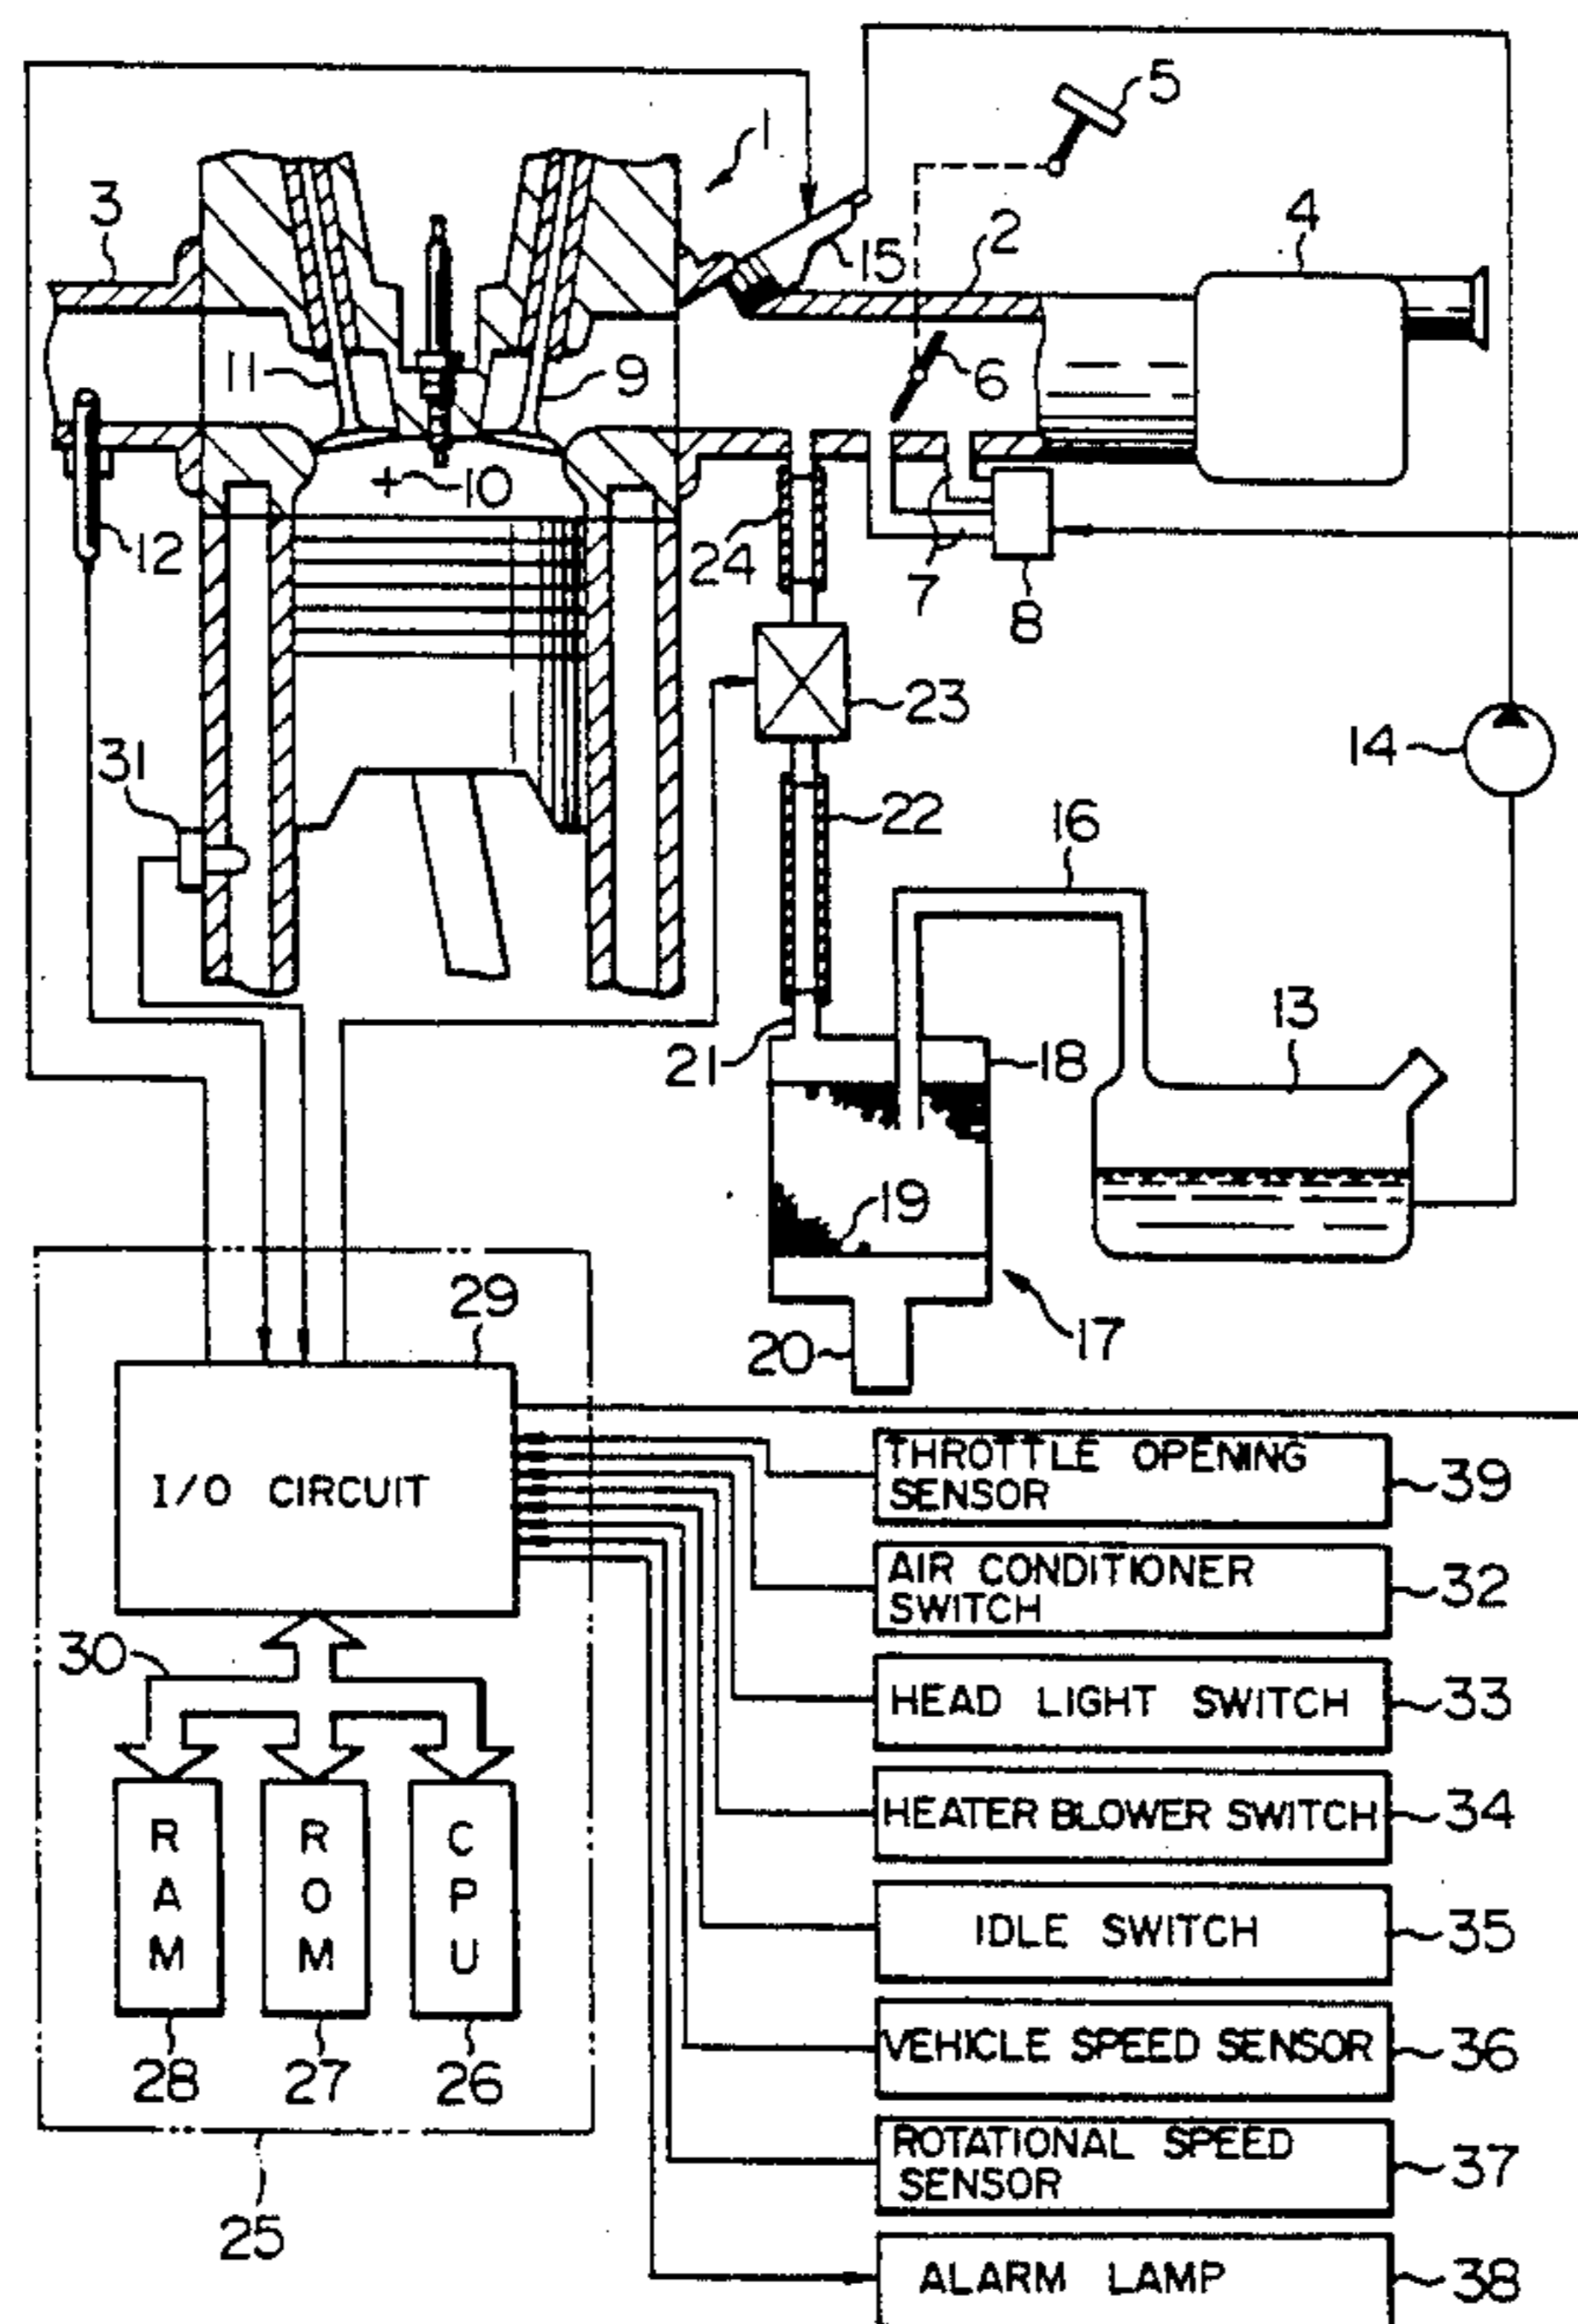 1
5
3
2
4
15
11
9
6
10
12
24
7
8
23
14
31
22
16
13
21
18
19
29
20
17
I/O CIRCUIT
THROTTLE OPENING
SENSOR
39
AIR CONDITIONER
SWITCH
32
30
HEAD LIGHT SWITCH
33
HEATER BLOWER SWITCH
34
RAM
ROM
CPU
IDLE SWITCH
35
28
27
26
VEHICLE SPEED SENSOR
36
ROTATIONAL SPEED
SENSOR
37
25
ALARM LAMP
38